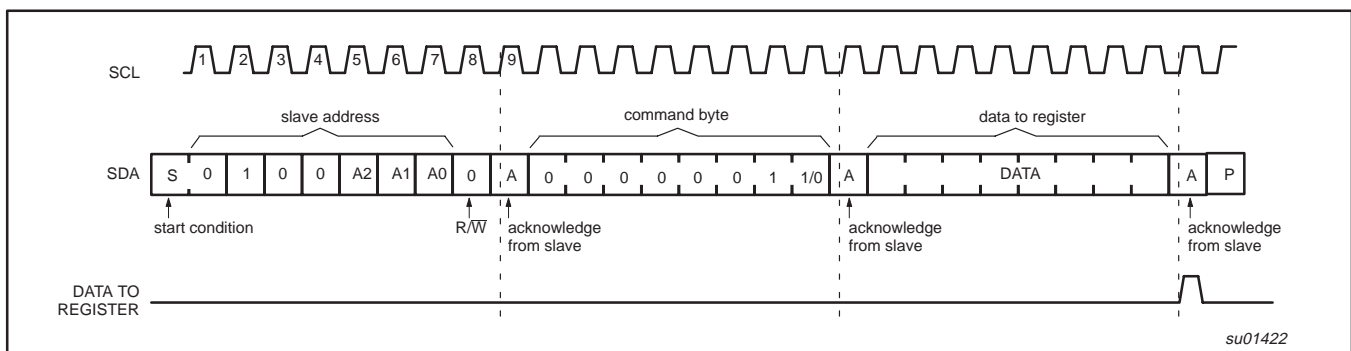 SCL 1 2 3 4 5 6 7 8 9
slave address command byte data to register
SDA S 0 1 0 0 A2 A1 A0 0 A 0 0 0 0 0 0 1 1/0 A DATA A P
start condition R/W̅ acknowledge from slave acknowledge from slave acknowledge from slave
DATA TO
REGISTER
su01422